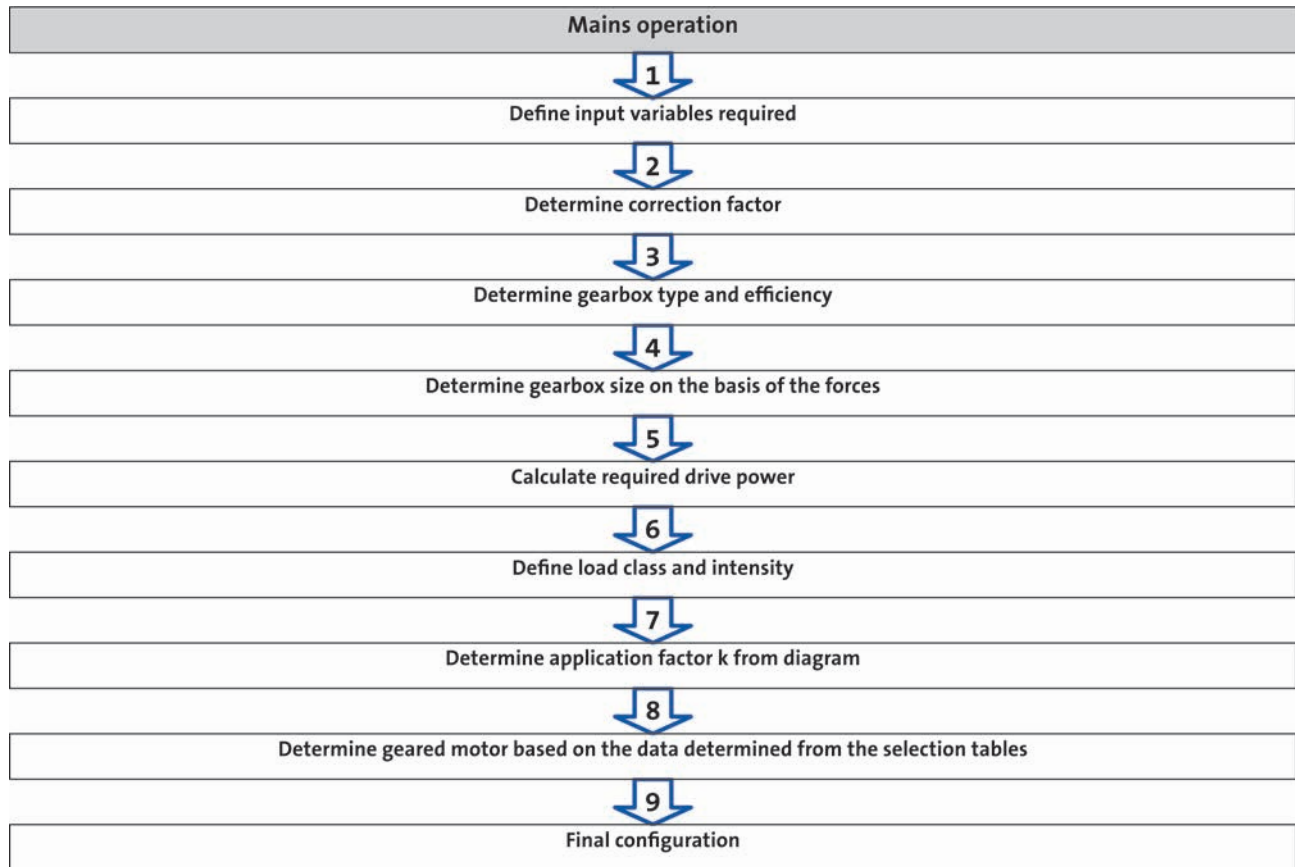 Mains operation
1
Define input variables required
2
Determine correction factor
3
Determine gearbox type and efficiency
4
Determine gearbox size on the basis of the forces
5
Calculate required drive power
6
Define load class and intensity
7
Determine application factor k from diagram
8
Determine geared motor based on the data determined from the selection tables
9
Final configuration